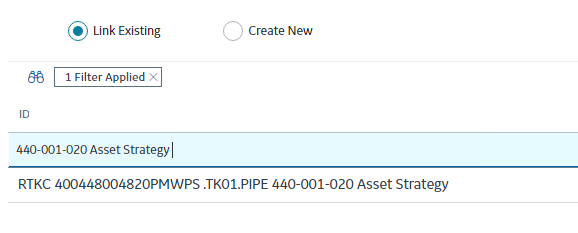 Link Existing Create New
1 Filter Applied
ID
440-001-020 Asset Strategy
RTKC 400448004820PMWPS .TK01.PIPE 440-001-020 Asset Strategy